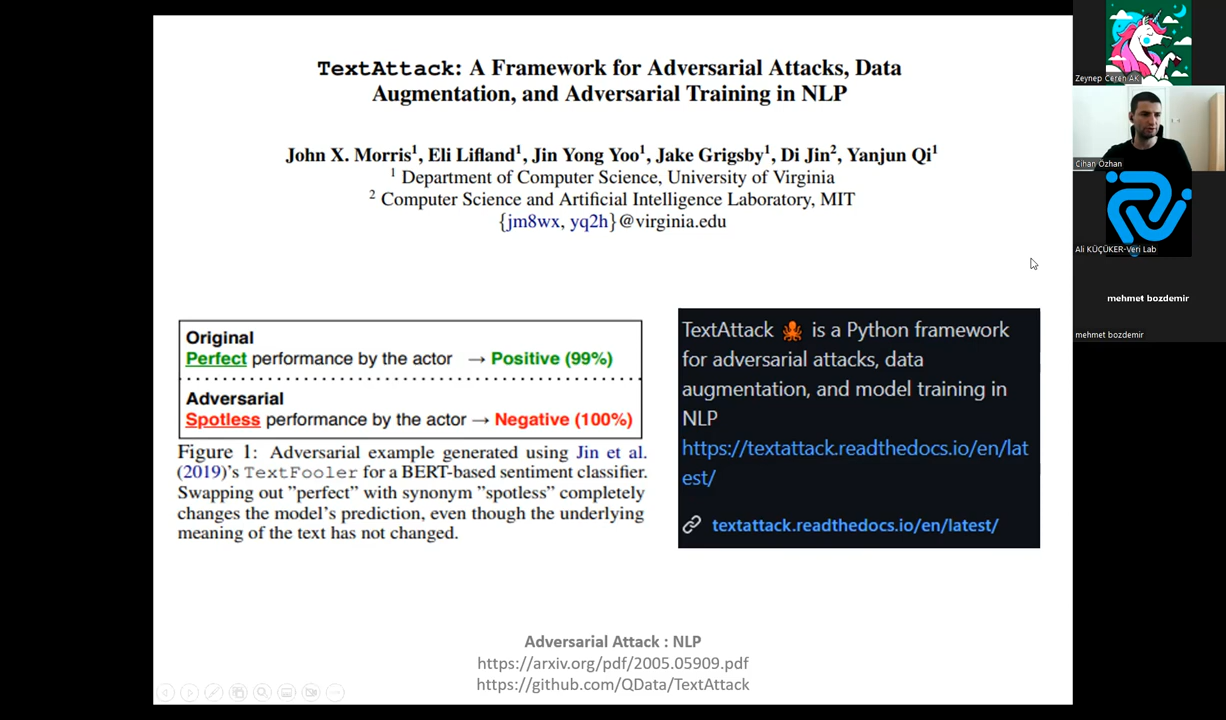 TextAttack: A Framework for Adversarial Attacks, Data
Augmentation, and Adversarial Training in NLP
John X. Morris1, Eli Lifland1, Jin Yong Yoo1, Jake Grigsby1, Di Jin2, Yanjun Qi1
1 Department of Computer Science, University of Virginia
2 Computer Science and Artificial Intelligence Laboratory, MIT
{jm8wx, yq2h}@virginia.edu
Original
Perfect performance by the actor → Positive (99%)
Adversarial
Spotless performance by the actor → Negative (100%)
Figure 1: Adversarial example generated using Jin et al.
(2019)'s TextFooler for a BERT-based sentiment classifier.
Swapping out ”perfect” with synonym ”spotless” completely
changes the model's prediction, even though the underlying
meaning of the text has not changed.
TextAttack 🐙 is a Python framework
for adversarial attacks, data
augmentation, and model training in
NLP
https://textattack.readthedocs.io/en/lat
est/
textattack.readthedocs.io/en/latest/
Adversarial Attack : NLP
https://arxiv.org/pdf/2005.05909.pdf
https://github.com/QData/TextAttack
Zeynep Ceren AK
Cihan Özhan
Ali KÜÇÜKER-Veri Lab
mehmet bozdemir
mehmet bozdemir